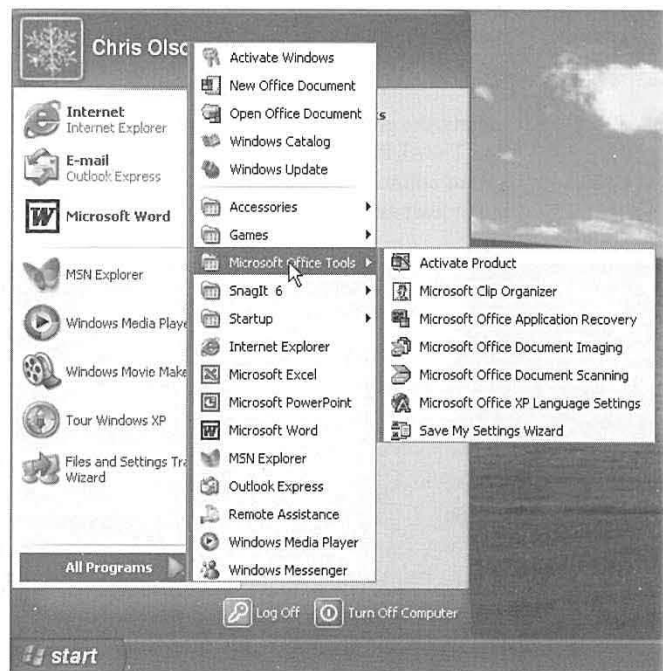 Chris Olso
Internet
Internet Explorer
E-mail
Outlook Express
Microsoft Word
MSN Explorer
Windows Media Playe
Windows Movie Make
Tour Windows XP
Files and Settings Tra
Wizard
All Programs
Activate Windows
New Office Document
Open Office Document
Windows Catalog
Windows Update
Accessories
Games
Microsoft Office Tools
SnagIt 6
Startup
Internet Explorer
Microsoft Excel
Microsoft PowerPoint
Microsoft Word
MSN Explorer
Outlook Express
Remote Assistance
Windows Media Player
Windows Messenger
Activate Product
Microsoft Clip Organizer
Microsoft Office Application Recovery
Microsoft Office Document Imaging
Microsoft Office Document Scanning
Microsoft Office XP Language Settings
Save My Settings Wizard
Log Off
Turn Off Computer
start